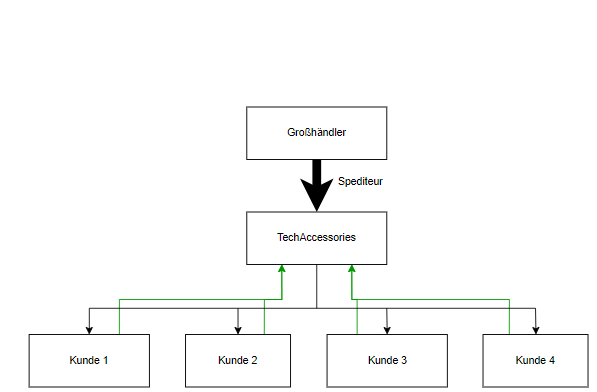 Großhändler
Spediteur
TechAccessories
Kunde 1
Kunde 2
Kunde 3
Kunde 4